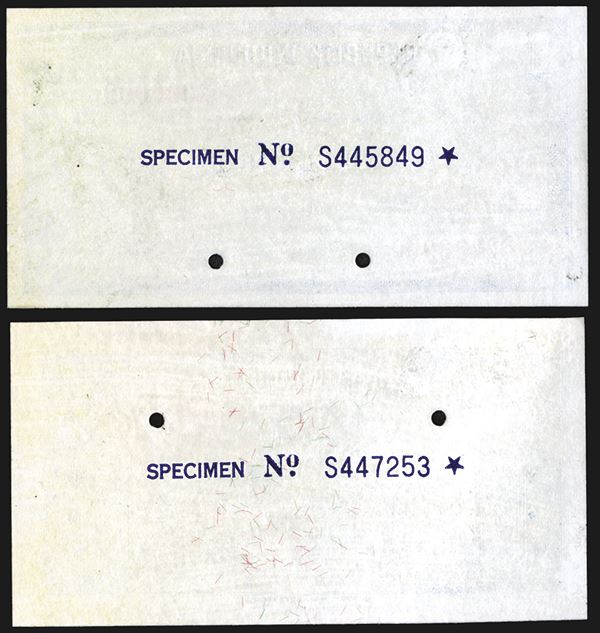 SPECIMEN Nº S445849 ★
SPECIMEN Nº S447253 ★